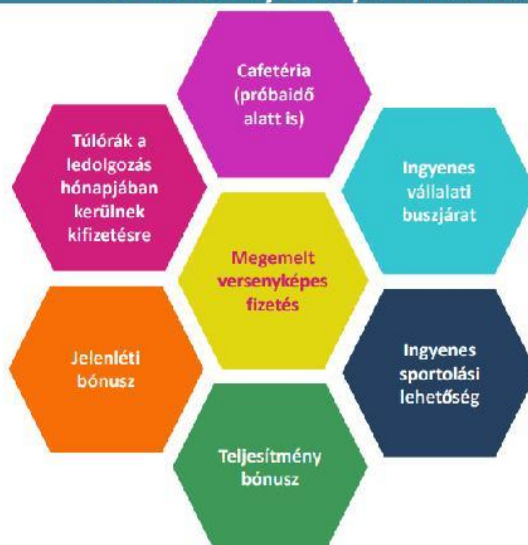 Cafetéria
(próbaidő
alatt is)
Túlórák a
ledolgozás
hónapjában
kerülnek
kifizetésre
Ingyenes
vállalati
buszjárat
Megemelt
versenyképes
fizetés
Jelenléti
bónusz
Ingyenes
sportolási
lehetőség
Teljesítmény
bónusz